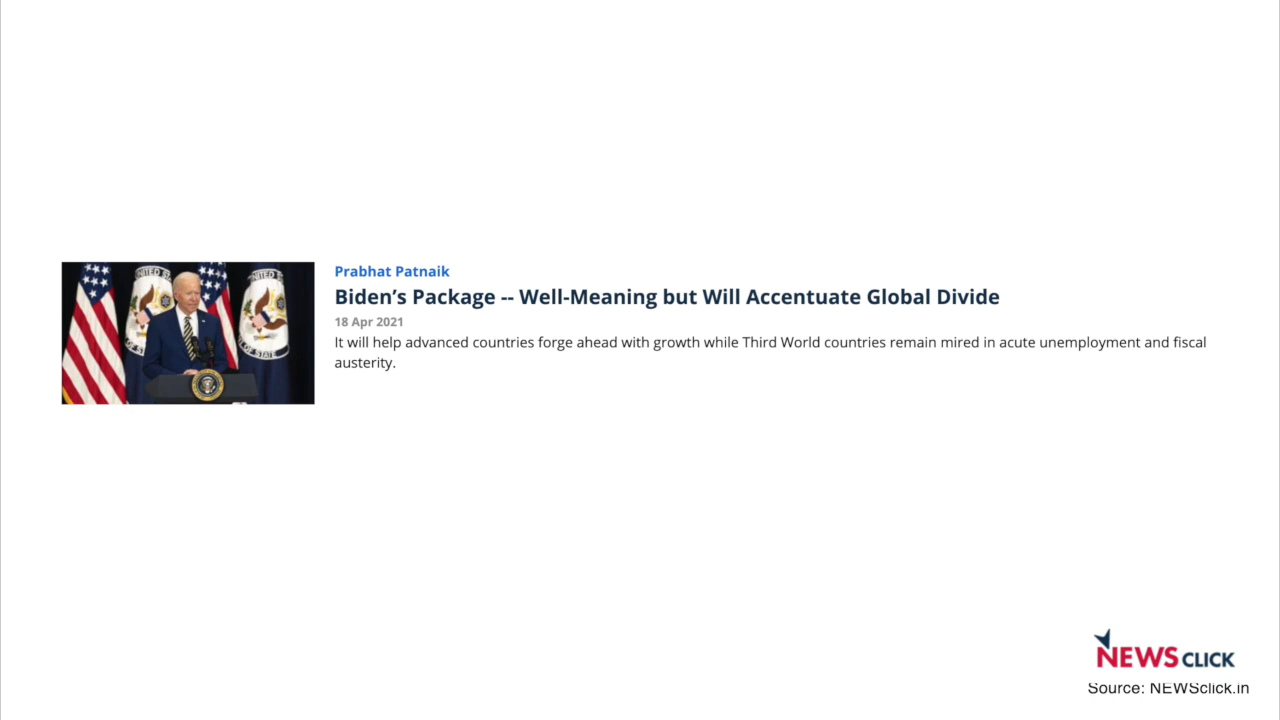 Prabhat Patnaik
Biden’s Package -- Well-Meaning but Will Accentuate Global Divide
18 Apr 2021
It will help advanced countries forge ahead with growth while Third World countries remain mired in acute unemployment and fiscal
austerity.
NEWS CLICK
Source: NEWSclick.in